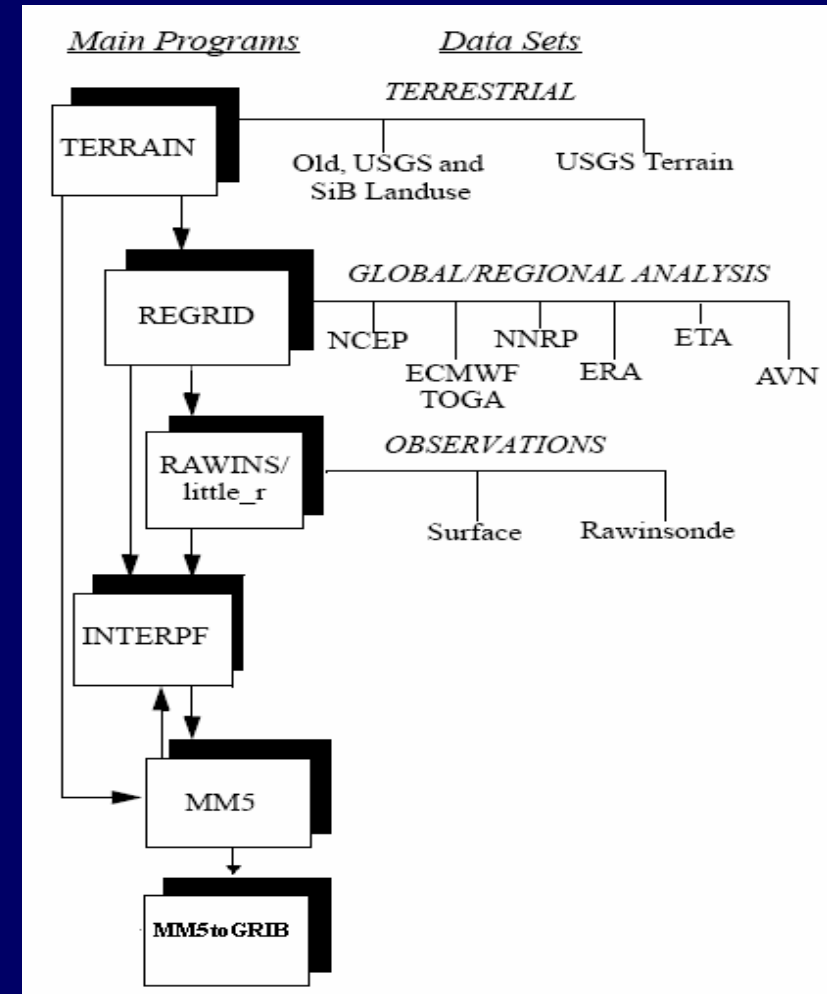 Main Programs
Data Sets
TERRESTRIAL
TERRAIN
Old, USGS and
SiB Landuse
USGS Terrain
GLOBAL/REGIONAL ANALYSIS
REGRID
NCEP
ECMWF
TOGA
NNRP
ERA
ETA
AVN
RAWINS/
little_r
OBSERVATIONS
Surface
Rawinsonde
INTERPF
MM5
MM5 to GRIB